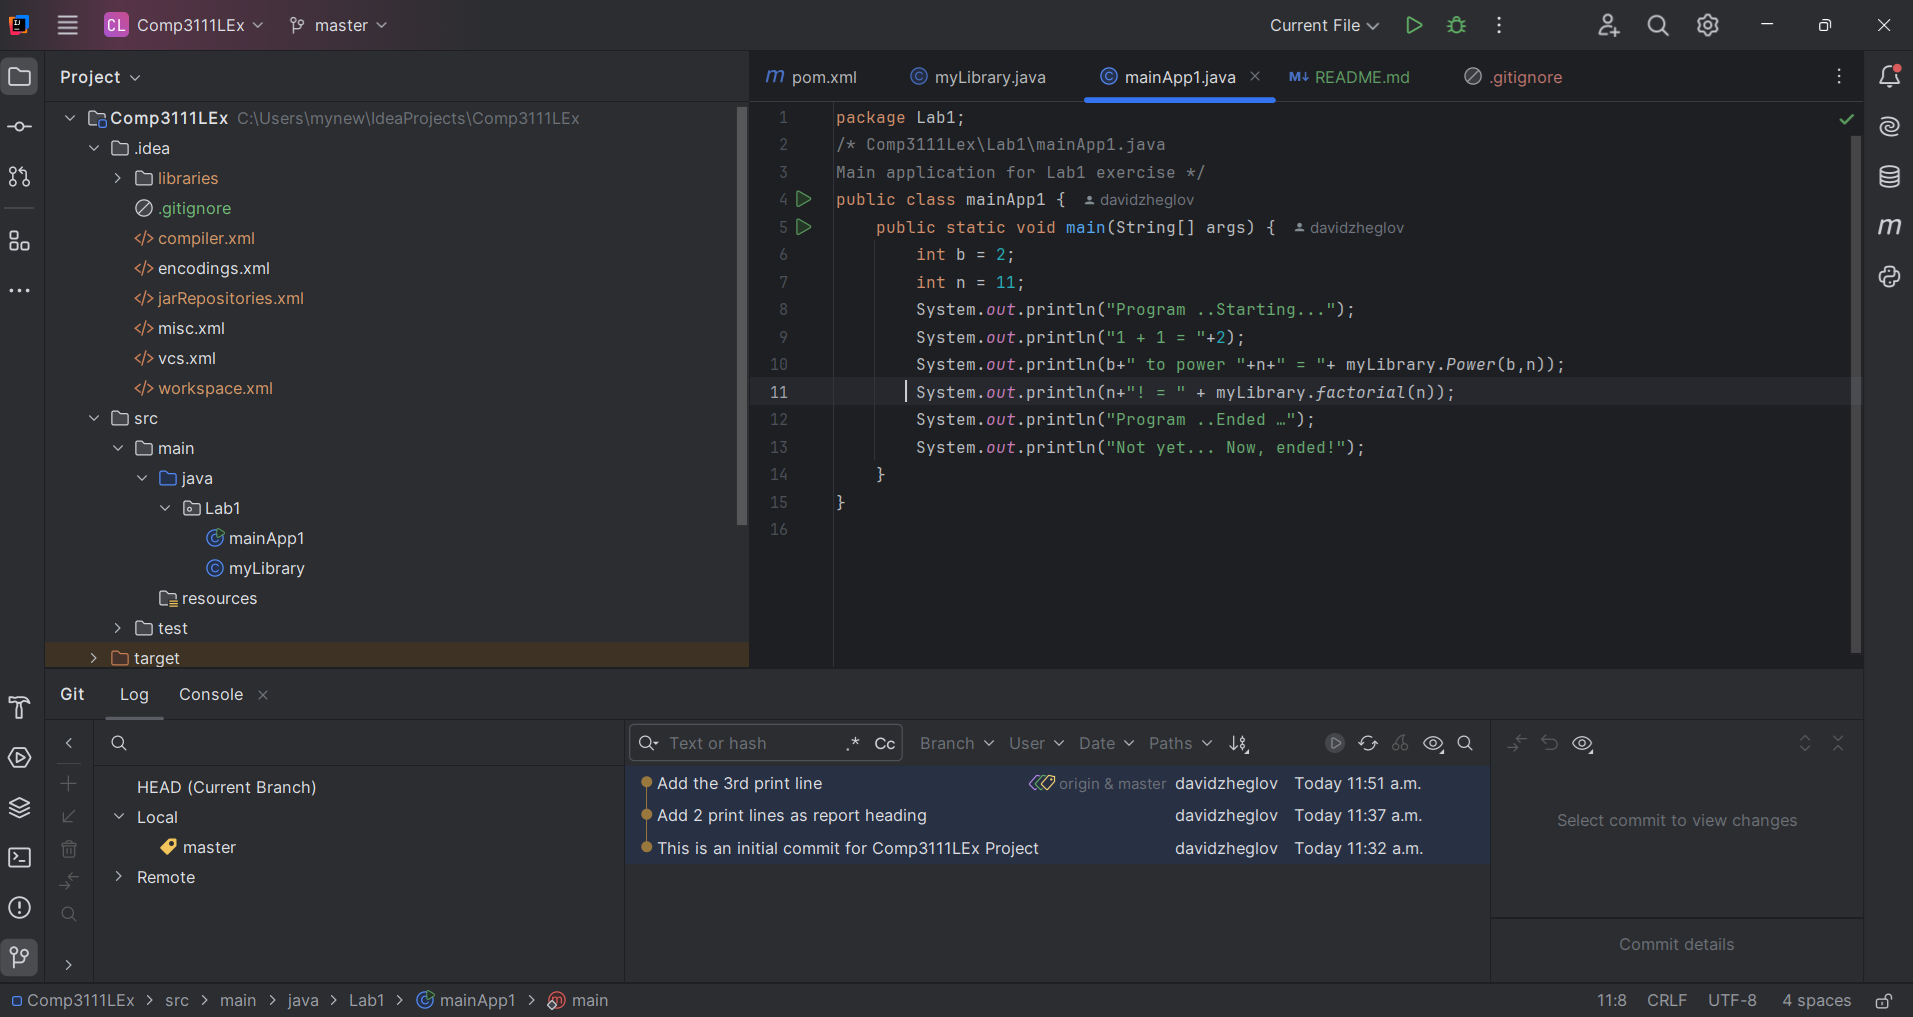 CL Comp3111LEx master Current File
Project
Comp3111LEx C:\Users\mynew\IdeaProjects\Comp3111LEx
.idea
libraries
.gitignore
compiler.xml
encodings.xml
jarRepositories.xml
misc.xml
vcs.xml
workspace.xml
src
main
java
Lab1
mainApp1
myLibrary
resources
test
target
m pom.xml myLibrary.java mainApp1.java M↓ README.md .gitignore
1 package Lab1;
2 /* Comp3111Lex\Lab1\mainApp1.java
3 Main application for Lab1 exercise */
4 public class mainApp1 { davidzheglov
5 public static void main(String[] args) { davidzheglov
6 int b = 2;
7 int n = 11;
8 System.out.println("Program ..Starting...");
9 System.out.println("1 + 1 = "+2);
10 System.out.println(b+" to power "+n+" = "+ myLibrary.Power(b,n));
11 System.out.println(n+"! = " + myLibrary.factorial(n));
12 System.out.println("Program ..Ended …");
13 System.out.println("Not yet... Now, ended!");
14 }
15 }
16
Git Log Console
HEAD (Current Branch)
Local
master
Remote
Text or hash .* Cc Branch User Date Paths
Add the 3rd print line origin & master davidzheglov Today 11:51 a.m.
Add 2 print lines as report heading davidzheglov Today 11:37 a.m.
This is an initial commit for Comp3111LEx Project davidzheglov Today 11:32 a.m.
Select commit to view changes
Commit details
Comp3111LEx > src > main > java > Lab1 > mainApp1 > main 11:8 CRLF UTF-8 4 spaces